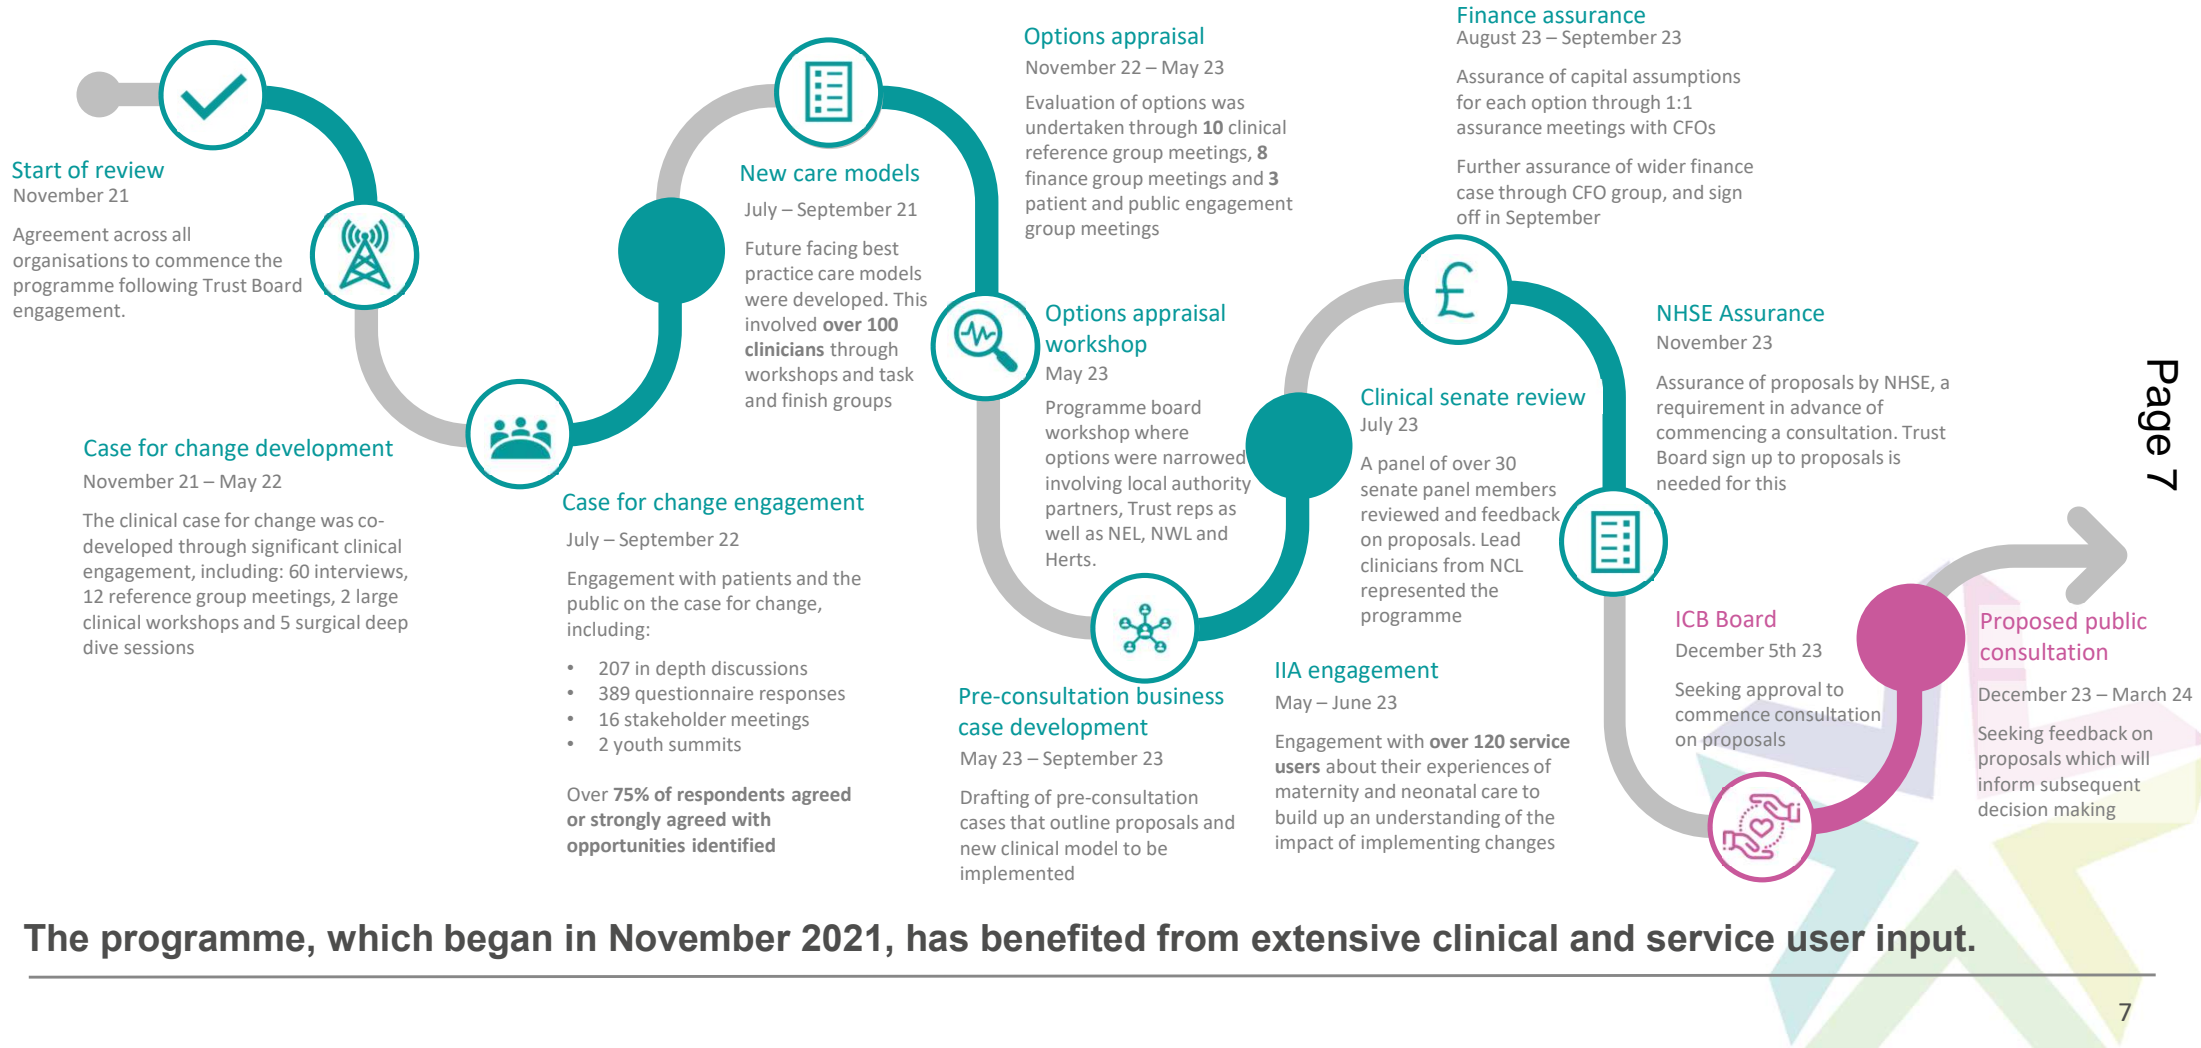 Start of review
November 21
Agreement across all
organisations to commence the
programme following Trust Board
engagement.
Case for change development
November 21 – May 22
The clinical case for change was co-
developed through significant clinical
engagement, including: 60 interviews,
12 reference group meetings, 2 large
clinical workshops and 5 surgical deep
dive sessions
Case for change engagement
July – September 22
Engagement with patients and the
public on the case for change,
including:
• 207 in depth discussions
• 389 questionnaire responses
• 16 stakeholder meetings
• 2 youth summits
Over 75% of respondents agreed
or strongly agreed with
opportunities identified
New care models
July – September 21
Future facing best
practice care models
were developed. This
involved over 100
clinicians through
workshops and task
and finish groups
Options appraisal
November 22 – May 23
Evaluation of options was
undertaken through 10 clinical
reference group meetings, 8
finance group meetings and 3
patient and public engagement
group meetings
Options appraisal
workshop
May 23
Programme board
workshop where
options were narrowed
involving local authority
partners, Trust reps as
well as NEL, NWL and
Herts.
Pre-consultation business
case development
May 23 – September 23
Drafting of pre-consultation
cases that outline proposals and
new clinical model to be
implemented
IIA engagement
May – June 23
Engagement with over 120 service
users about their experiences of
maternity and neonatal care to
build up an understanding of the
impact of implementing changes
Clinical senate review
July 23
A panel of over 30
senate panel members
reviewed and feedback
on proposals. Lead
clinicians from NCL
represented the
programme
Finance assurance
August 23 – September 23
Assurance of capital assumptions
for each option through 1:1
assurance meetings with CFOs
Further assurance of wider finance
case through CFO group, and sign
off in September
£
NHSE Assurance
November 23
Assurance of proposals by NHSE, a
requirement in advance of
commencing a consultation. Trust
Board sign up to proposals is
needed for this
ICB Board
December 5th 23
Seeking approval to
commence consultation
on proposals
Proposed public
consultation
December 23 – March 24
Seeking feedback on
proposals which will
inform subsequent
decision making
Page 7
The programme, which began in November 2021, has benefited from extensive clinical and service user input.
7